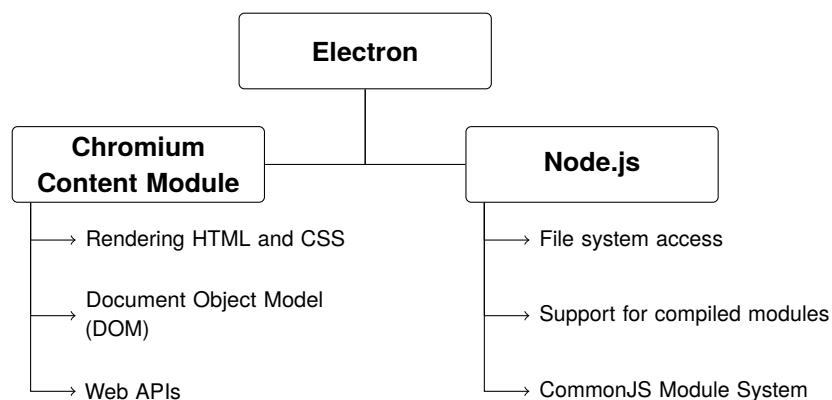 Electron
Chromium
Content Module
Rendering HTML and CSS
Document Object Model
(DOM)
Web APIs
Node.js
File system access
Support for compiled modules
CommonJS Module System